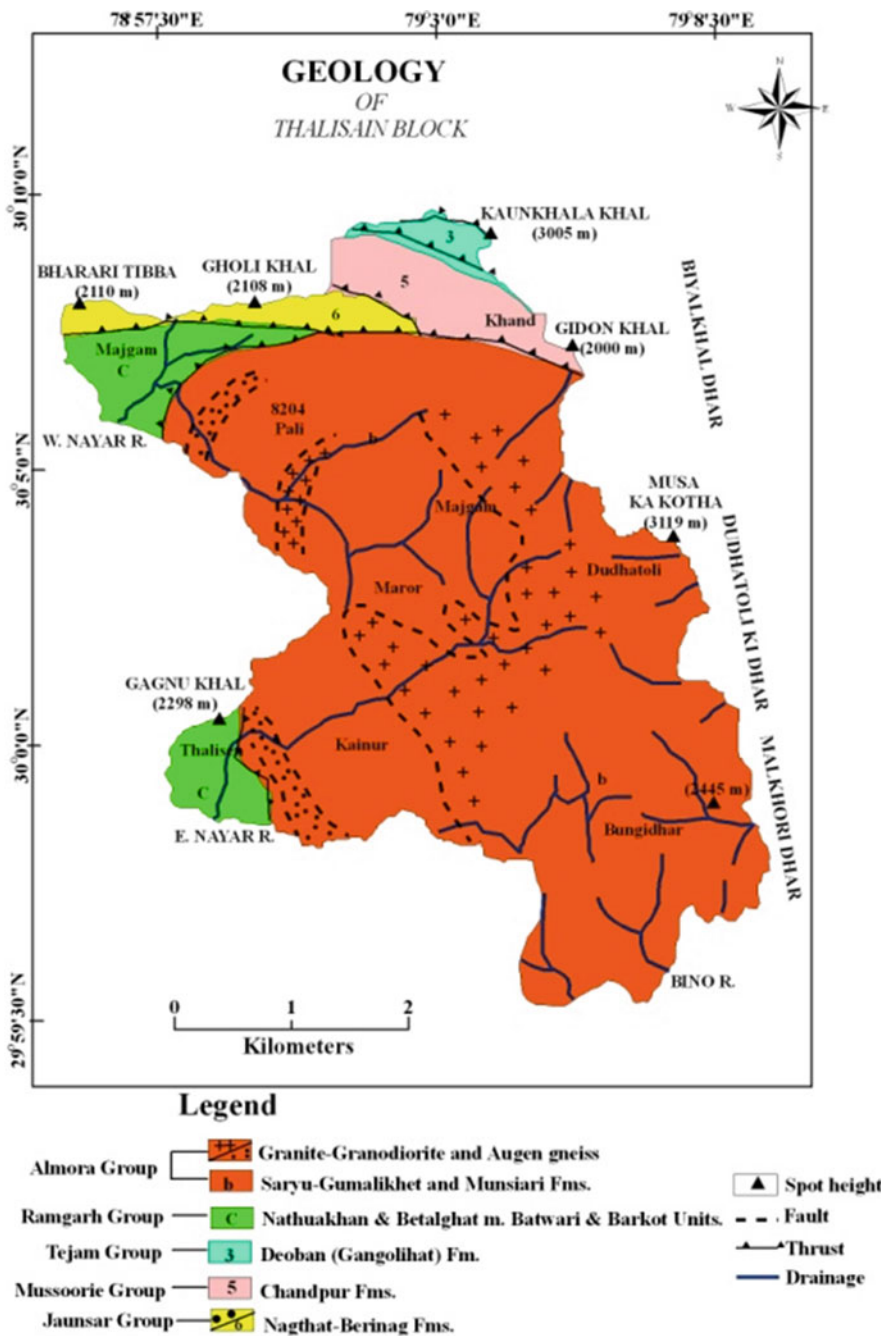 78°57'30"E 79°3'0"E 79°8'30"E
GEOLOGY
OF
THALISAIN BLOCK
N
W E
S
30°10'0"N
KAUNKHALA KHAL
(3005 m)
3
BHARARI TIBBA
(2110 m)
GHOLI KHAL
(2108 m)
5
6
Khand
GIDON KHAL
(2000 m)
BIYALKHAL DHAR
Majgam
C
8204
Pali
b
W. NAYAR R.
30°5'0"N
Majgam
MUSA
KA KOTHA
(3119 m)
Dudhatoli
DUDHATOLI KI DHAR
Maror
GAGNU KHAL
(2298 m)
30°0'0"N
Thalise
Kainur
C
b
(2445 m)
MALKHORI DHAR
Bungidhar
E. NAYAR R.
BINO R.
29°59'30"N
0 1 2
Kilometers
Legend
Almora Group
Granite-Granodiorite and Augen gneiss
b Saryu-Gumalikhet and Munsiari Fms.
Ramgarh Group C Nathuakhan & Betalghat m. Batwari & Barkot Units.
Tejam Group 3 Deoban (Gangolihat) Fm.
Mussoorie Group 5 Chandpur Fms.
Jaunsar Group 6 Nagthat-Berinag Fms.
Spot height
Fault
Thrust
Drainage